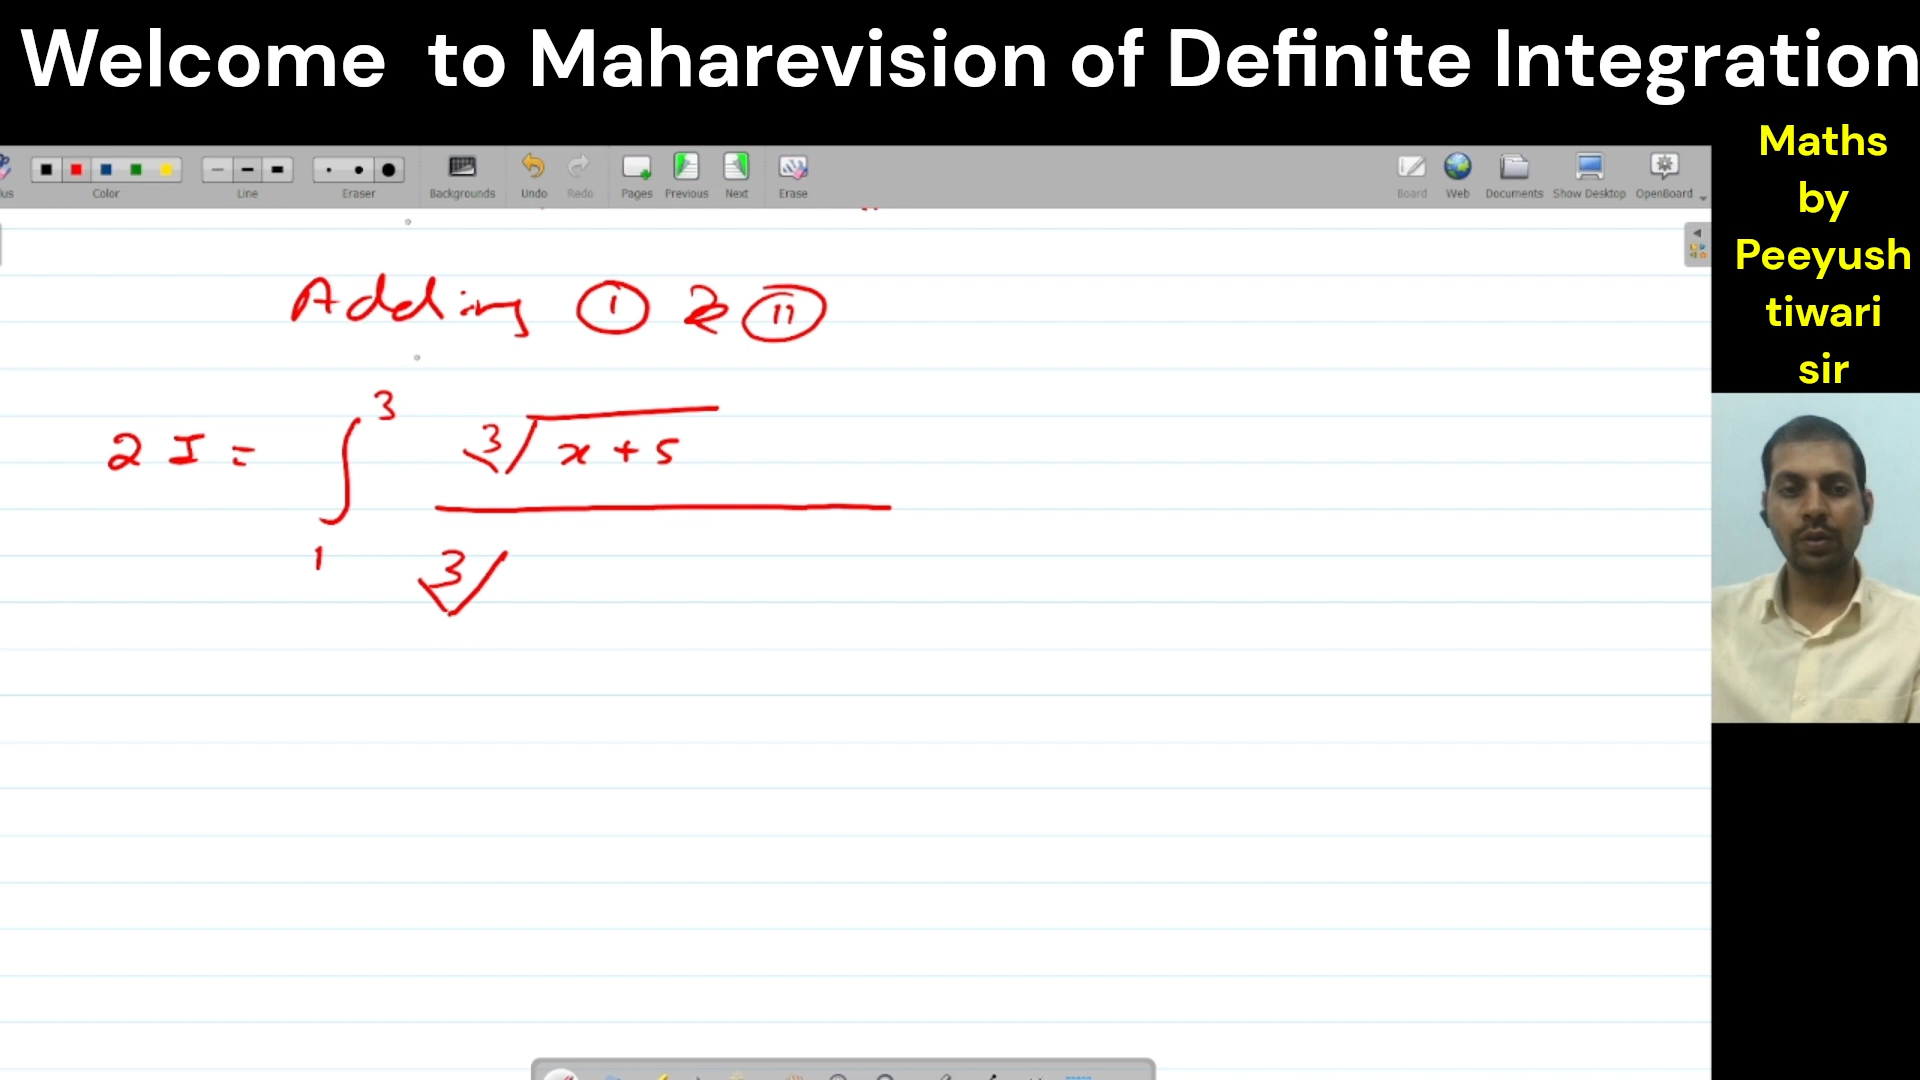 Welcome to Maharevision of Definite Integration
Maths
by
Peeyush
tiwari
sir
Color
Line
Eraser
Backgrounds
Undo
Redo
Pages
Previous
Next
Erase
Board
Web
Documents
Show Desktop
OpenBoard
Adding ① & ⑪
2 I = ∫₁³ ∛x+5
∛